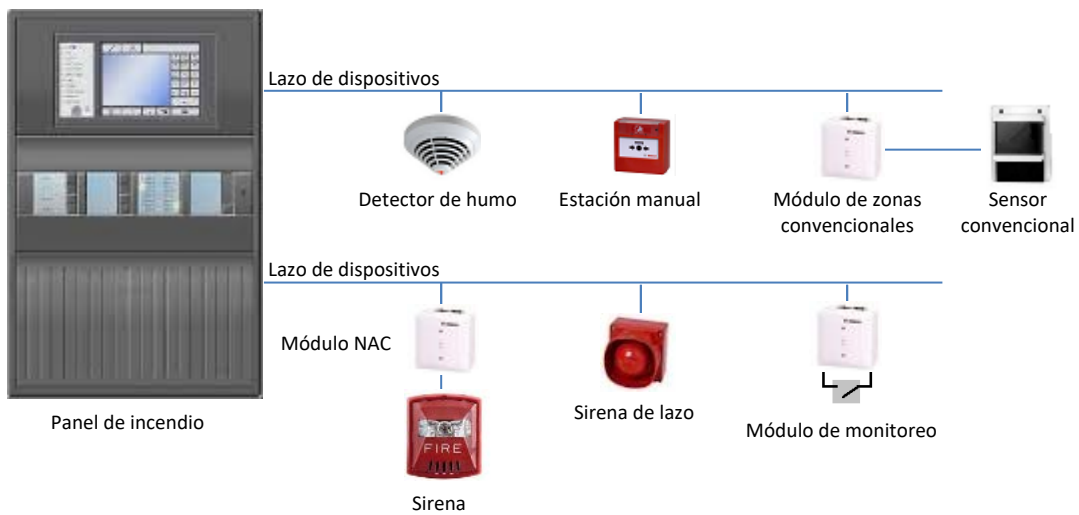 Lazo de dispositivos
Detector de humo
Estación manual
Módulo de zonas
convencionales
Sensor
convencional
Lazo de dispositivos
Módulo NAC
Sirena de lazo
Módulo de monitoreo
Panel de incendio
FIRE
Sirena